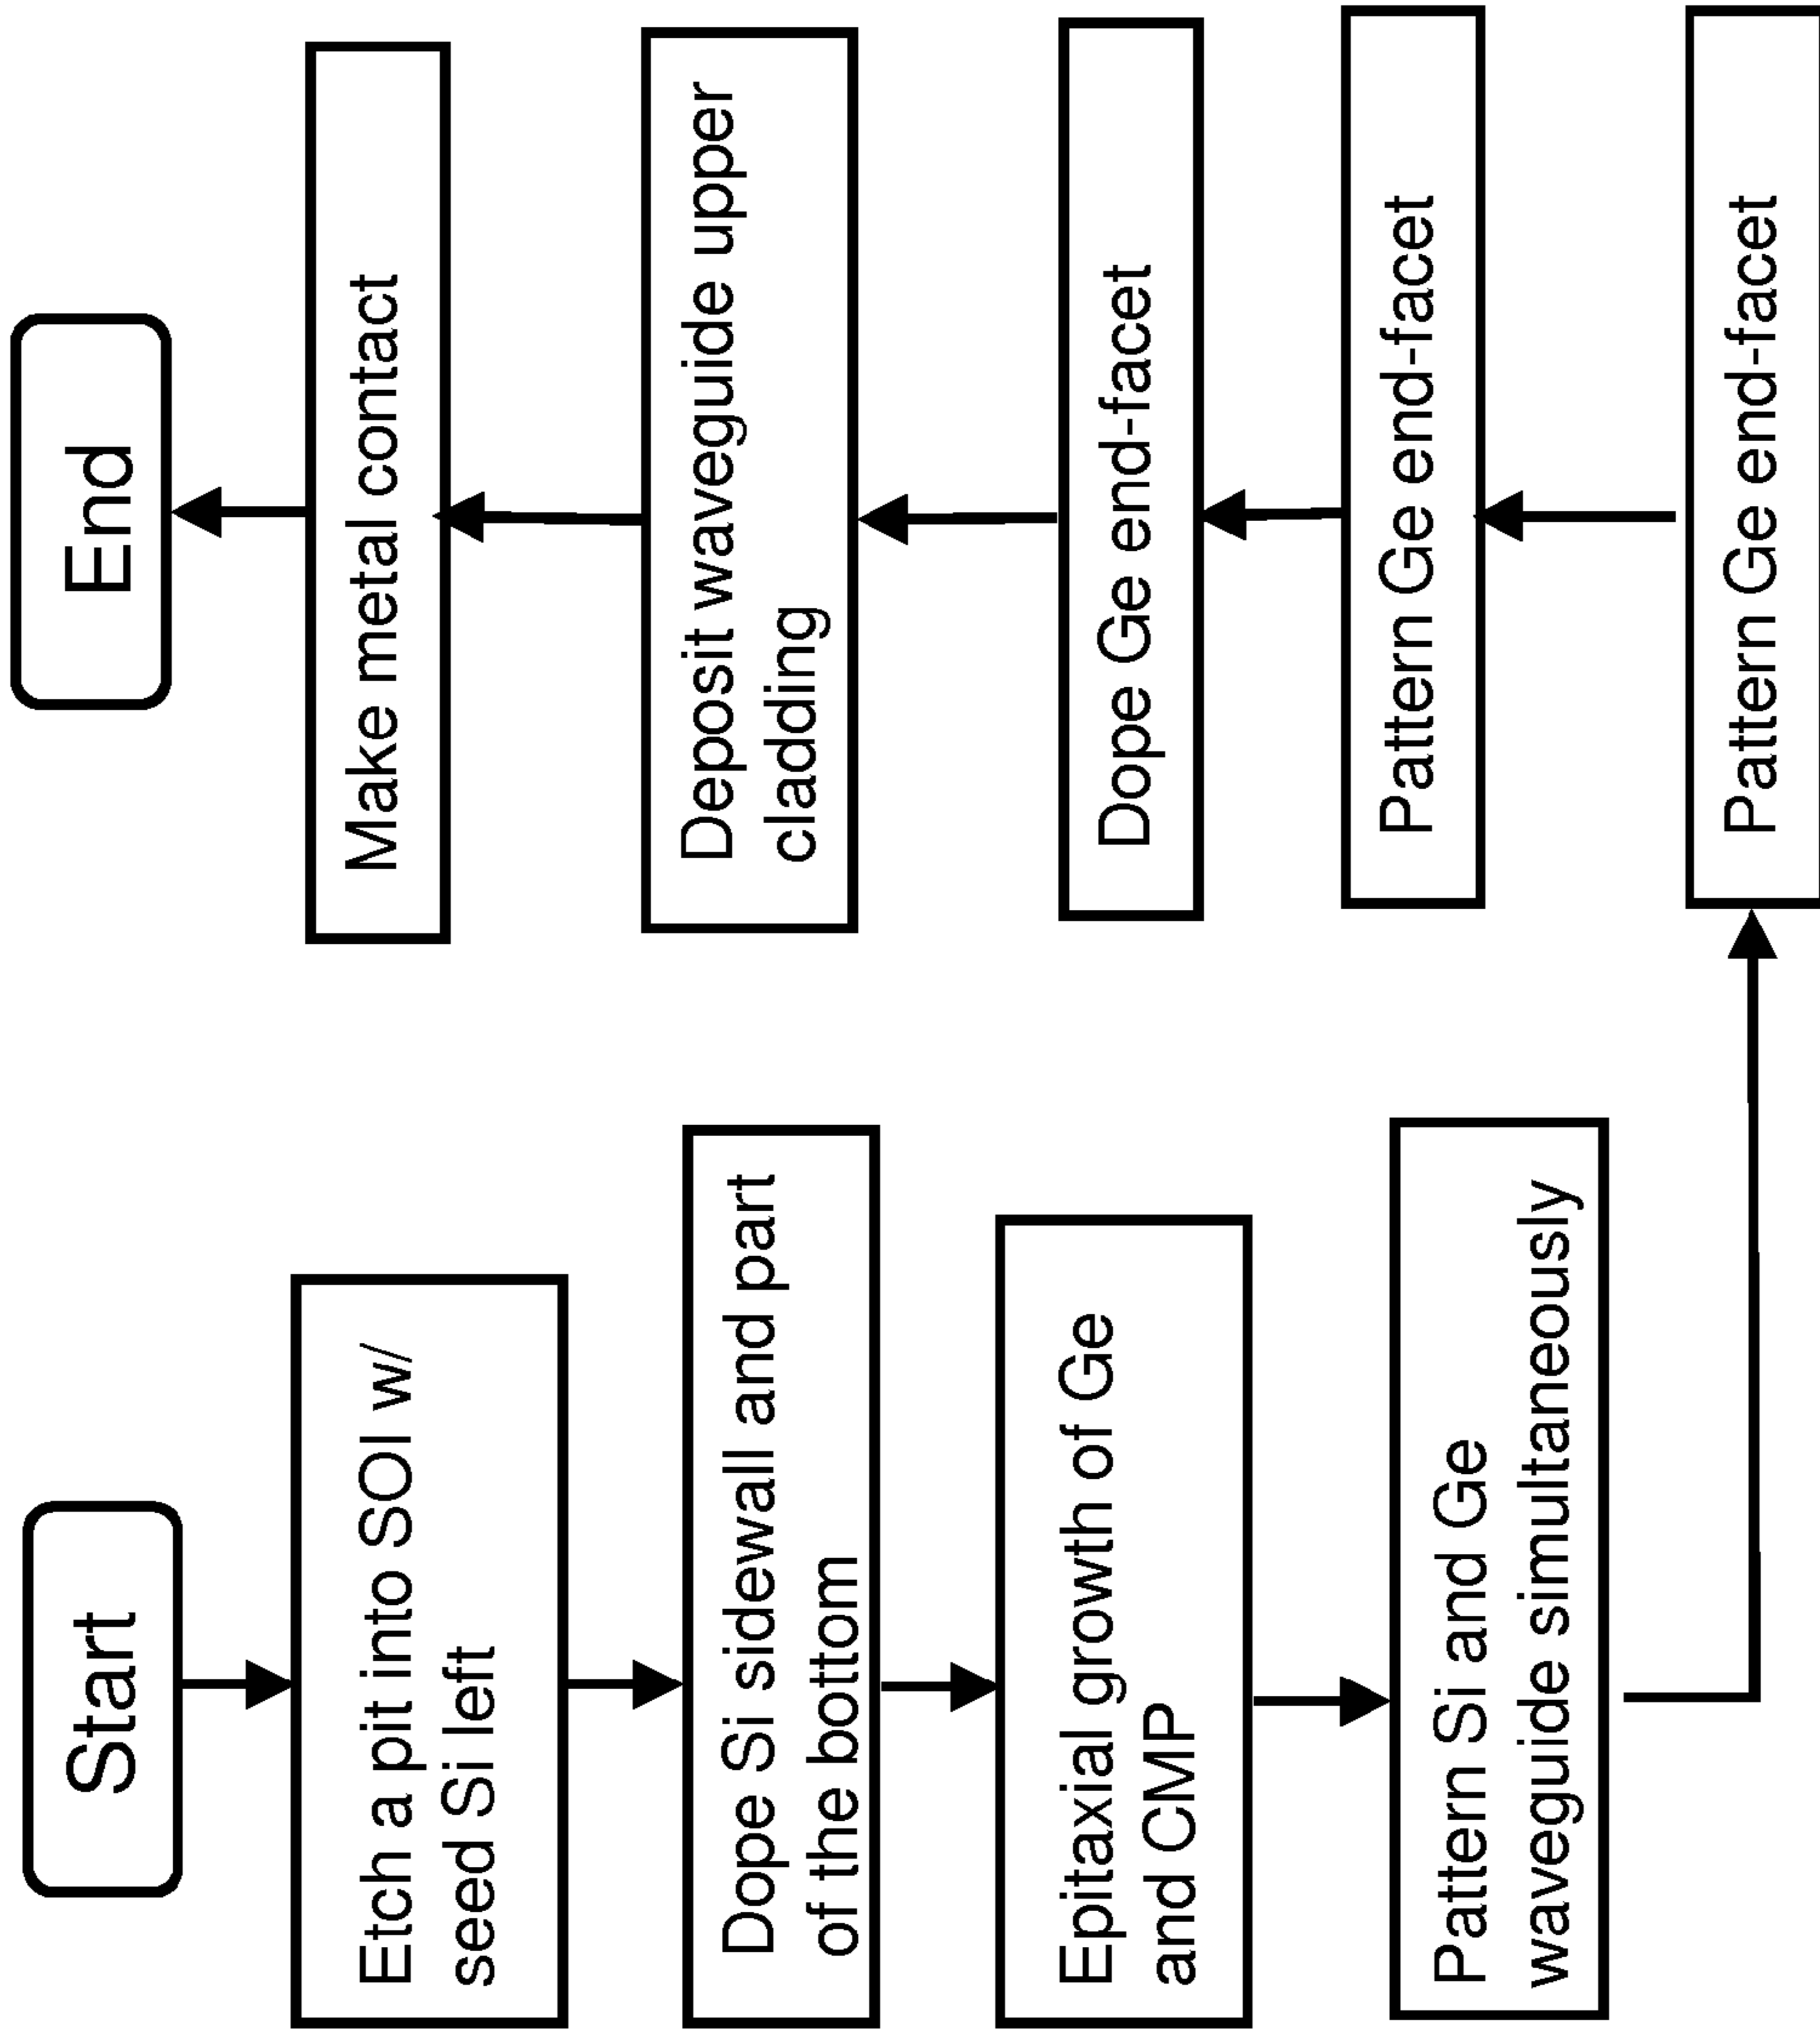 Start
Etch a pit into SOI w/
seed Si left
Dope Si sidewall and part
of the bottom
Epitaxial growth of Ge
and CMP
Pattern Si and Ge
waveguide simultaneously
Pattern Ge end-facet
Pattern Ge end-facet
Dope Ge end-facet
Deposit waveguide upper
cladding
Make metal contact
End